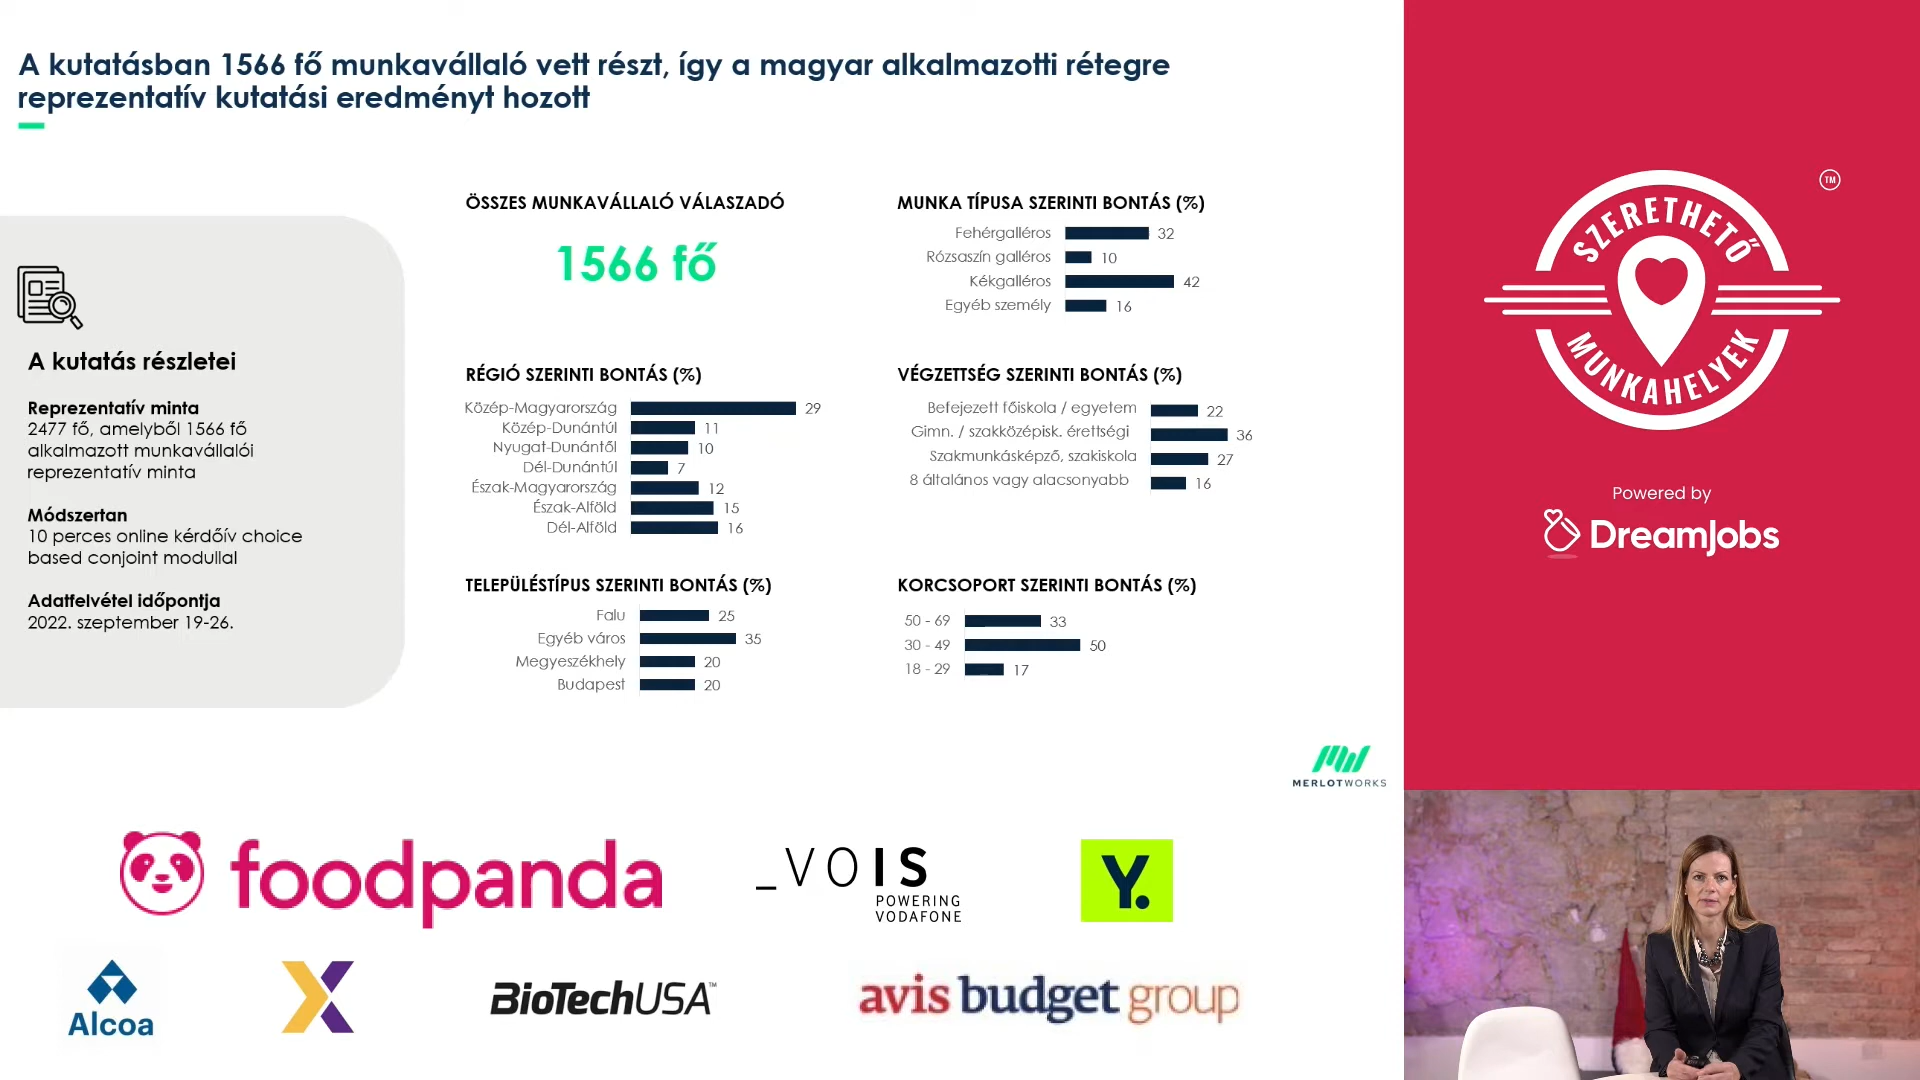 A kutatásban 1566 fő munkavállaló vett részt, így a magyar alkalmazotti rétegre
reprezentatív kutatási eredményt hozott
A kutatás részletei
Reprezentatív minta
2477 fő, amelyből 1566 fő
alkalmazott munkavállalói
reprezentatív minta
Módszertan
10 perces online kérdőív choice
based conjoint modullal
Adatfelvétel időpontja
2022. szeptember 19-26.
ÖSSZES MUNKAVÁLLALÓ VÁLASZADÓ
1566 fő
MUNKA TÍPUSA SZERINTI BONTÁS (%)
Fehérgalléros 32
Rózsaszín galléros 10
Kékgalléros 42
Egyéb személy 16
RÉGIÓ SZERINTI BONTÁS (%)
Közép-Magyarország 29
Közép-Dunántúl 11
Nyugat-Dunántől 10
Dél-Dunántúl 7
Észak-Magyarország 12
Észak-Alföld 15
Dél-Alföld 16
VÉGZETTSÉG SZERINTI BONTÁS (%)
Befejezett főiskola / egyetem 22
Gimn. / szakközépisk. érettségi 36
Szakmunkásképző, szakiskola 27
8 általános vagy alacsonyabb 16
TELEPÜLÉSTÍPUS SZERINTI BONTÁS (%)
Falu 25
Egyéb város 35
Megyeszékhely 20
Budapest 20
KORCSOPORT SZERINTI BONTÁS (%)
50 - 69 33
30 - 49 50
18 - 29 17
MERLOTWORKS
foodpanda
_VOIS
POWERING
VODAFONE
Y.
Alcoa
X
BioTechUSA™
avis budget group
TM
SZERETHETŐ
MUNKAHELYEK
Powered by
DreamJobs